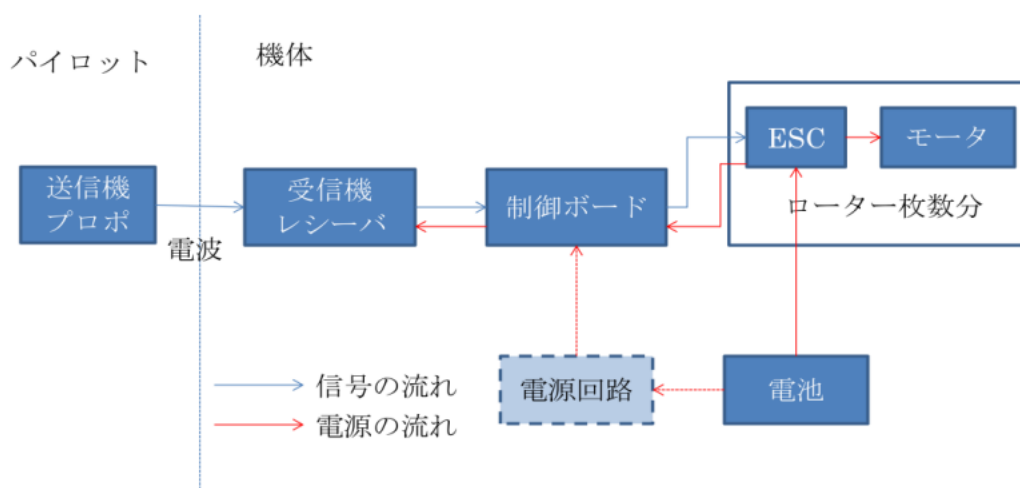 パイロット
機体
ESC
モータ
ローター枚数分
送信機
プロポ
電波
受信機
レシーバ
制御ボード
電源回路
電池
信号の流れ
電源の流れ